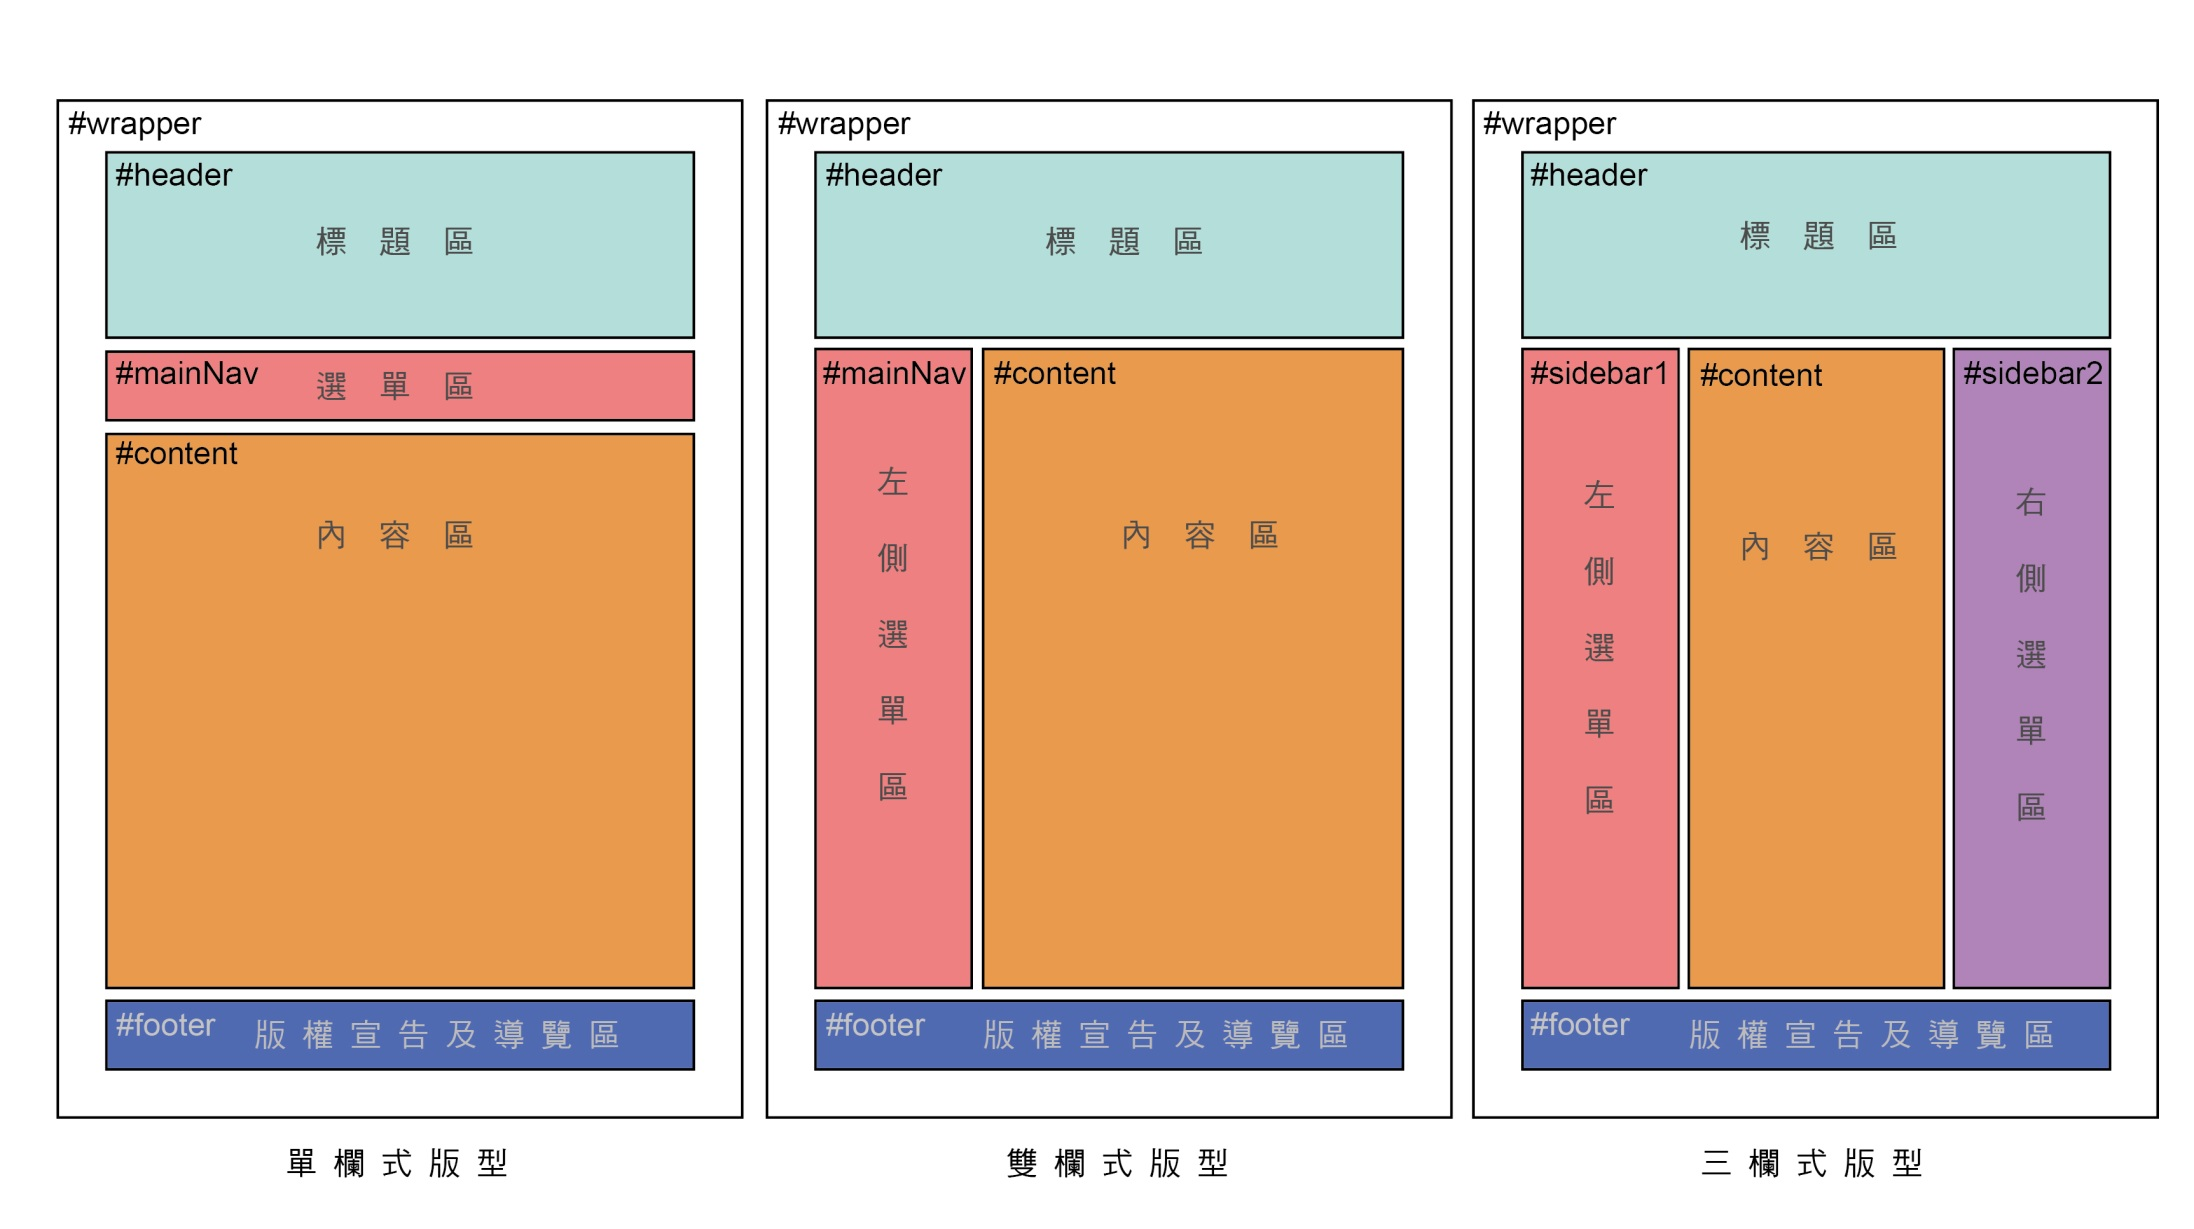 #wrapper
#header
標 題 區
#mainNav
選 單 區
#content
內 容 區
#footer
版 權 宣 告 及 導 覽 區
單 欄 式 版 型
#wrapper
#header
標 題 區
#mainNav
左
側
選
單
區
#content
內 容 區
#footer
版 權 宣 告 及 導 覽 區
雙 欄 式 版 型
#wrapper
#header
標 題 區
#sidebar1
左
側
選
單
區
#content
內 容 區
#sidebar2
右
側
選
單
區
#footer
版 權 宣 告 及 導 覽 區
三 欄 式 版 型